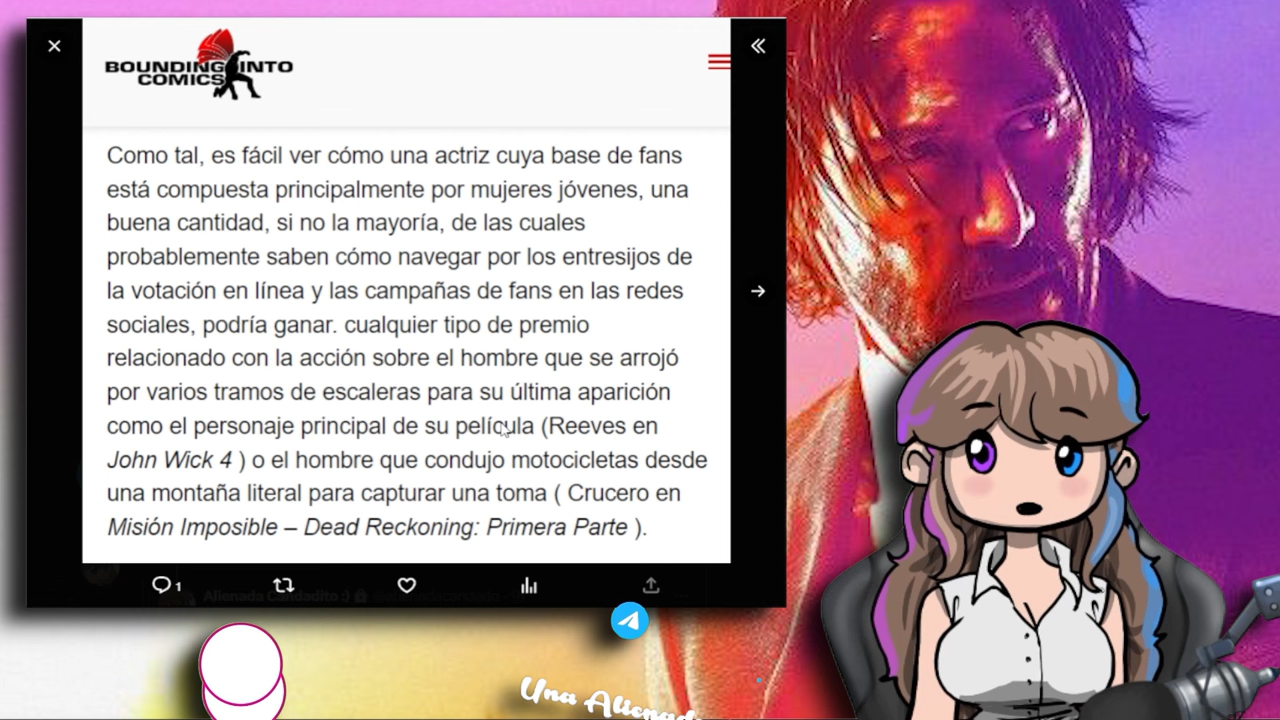 BOUNDING INTO
COMICS
Como tal, es fácil ver cómo una actriz cuya base de fans
está compuesta principalmente por mujeres jóvenes, una
buena cantidad, si no la mayoría, de las cuales
probablemente saben cómo navegar por los entresijos de
la votación en línea y las campañas de fans en las redes
sociales, podría ganar. cualquier tipo de premio
relacionado con la acción sobre el hombre que se arrojó
por varios tramos de escaleras para su última aparición
como el personaje principal de su película (Reeves en
John Wick 4 ) o el hombre que condujo motocicletas desde
una montaña literal para capturar una toma ( Crucero en
Misión Imposible – Dead Reckoning: Primera Parte ).
1
Alienada Candadito :)
Una Alienad